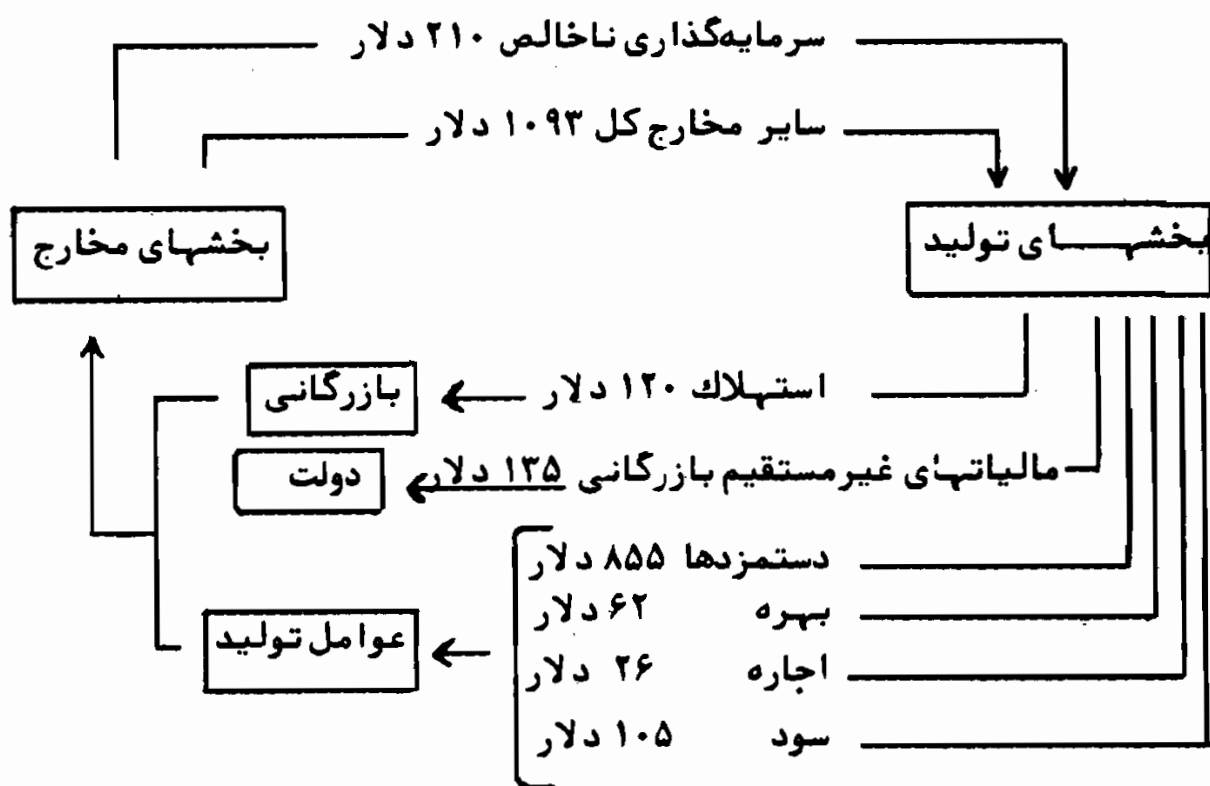 سرمایه‌گذاری ناخالص ۲۱۰ دلار
سایر مخارج کل ۱۰۹۳ دلار
بخشهای تولید
بخشهای مخارج
استهلاك ۱۲۰ دلار
بازرگانی
مالیاتهای غیرمستقیم بازرگانی ۱۳۵ دلار
دولت
دستمزدها ۸۵۵ دلار
بهره ۶۲ دلار
عوامل تولید
اجاره ۲۶ دلار
سود ۱۰۵ دلار